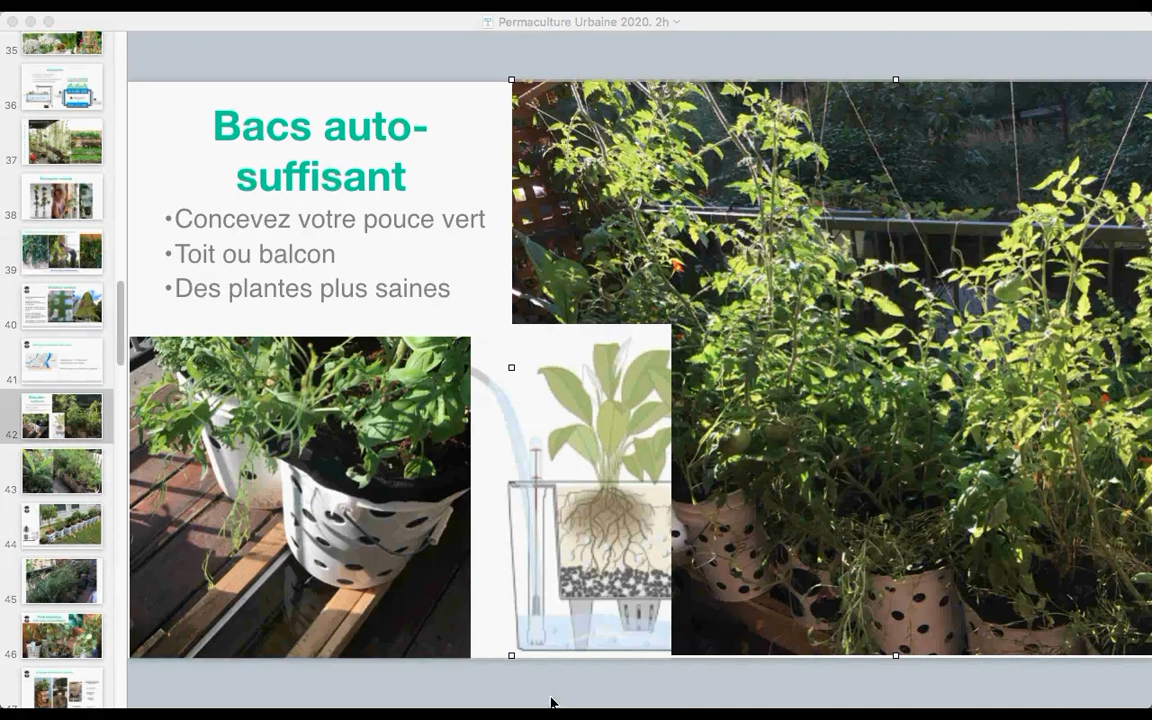 Permaculture Urbaine 2020. 2h
35
36
37
38
39
40
41
42
43
44
45
46
Bacs auto-
suffisant
•Concevez votre pouce vert
•Toit ou balcon
•Des plantes plus saines